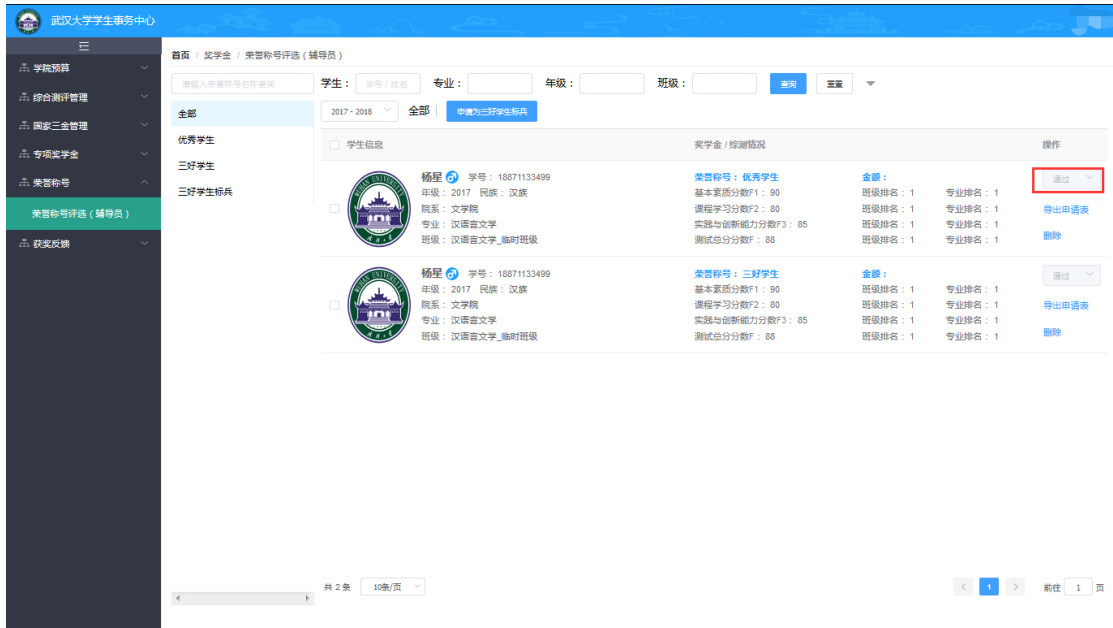 武汉大学学生事务中心
学院预算
综合测评管理
国家三金管理
专项奖学金
荣誉称号
荣誉称号评选（辅导员）
获奖反馈
首页 / 奖学金 / 荣誉称号评选（辅导员）
请输入荣誉称号名称查询
全部
优秀学生
三好学生
三好学生标兵
学生： 学号 / 姓名 专业： 年级： 班级： 查询 重置
2017 - 2018 全部 申请为三好学生标兵
学生信息 奖学金 / 综测情况 操作
杨星 学号： 18871133499 荣誉称号： 优秀学生 金额： 通过
年级： 2017 民族： 汉族 基本素质分数F1： 90 班级排名： 1 专业排名： 1
院系： 文学院 课程学习分数F2： 80 班级排名： 1 专业排名： 1 导出申请表
专业： 汉语言文学 实践与创新能力分数F3： 85 班级排名： 1 专业排名： 1
班级： 汉语言文学_临时班级 测试总分分数F： 88 班级排名： 1 专业排名： 1 删除
杨星 学号： 18871133499 荣誉称号： 三好学生 金额： 通过
年级： 2017 民族： 汉族 基本素质分数F1： 90 班级排名： 1 专业排名： 1
院系： 文学院 课程学习分数F2： 80 班级排名： 1 专业排名： 1 导出申请表
专业： 汉语言文学 实践与创新能力分数F3： 85 班级排名： 1 专业排名： 1
班级： 汉语言文学_临时班级 测试总分分数F： 88 班级排名： 1 专业排名： 1 删除
共 2 条 10条/页 1 前往 1 页